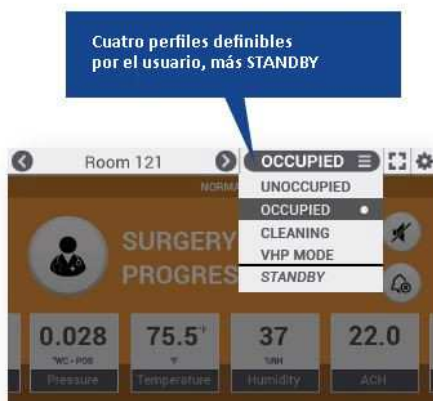 Cuatro perfiles definibles
por el usuario, más STANDBY
Room 121
OCCUPIED
NORMA
UNOCCUPIED
OCCUPIED
CLEANING
VHP MODE
STANDBY
SURGERY
PROGRES
0.028
75.5°F
37
22.0
"WC - POS
°F
%RH
Pressure
Temperature
Humidity
ACH